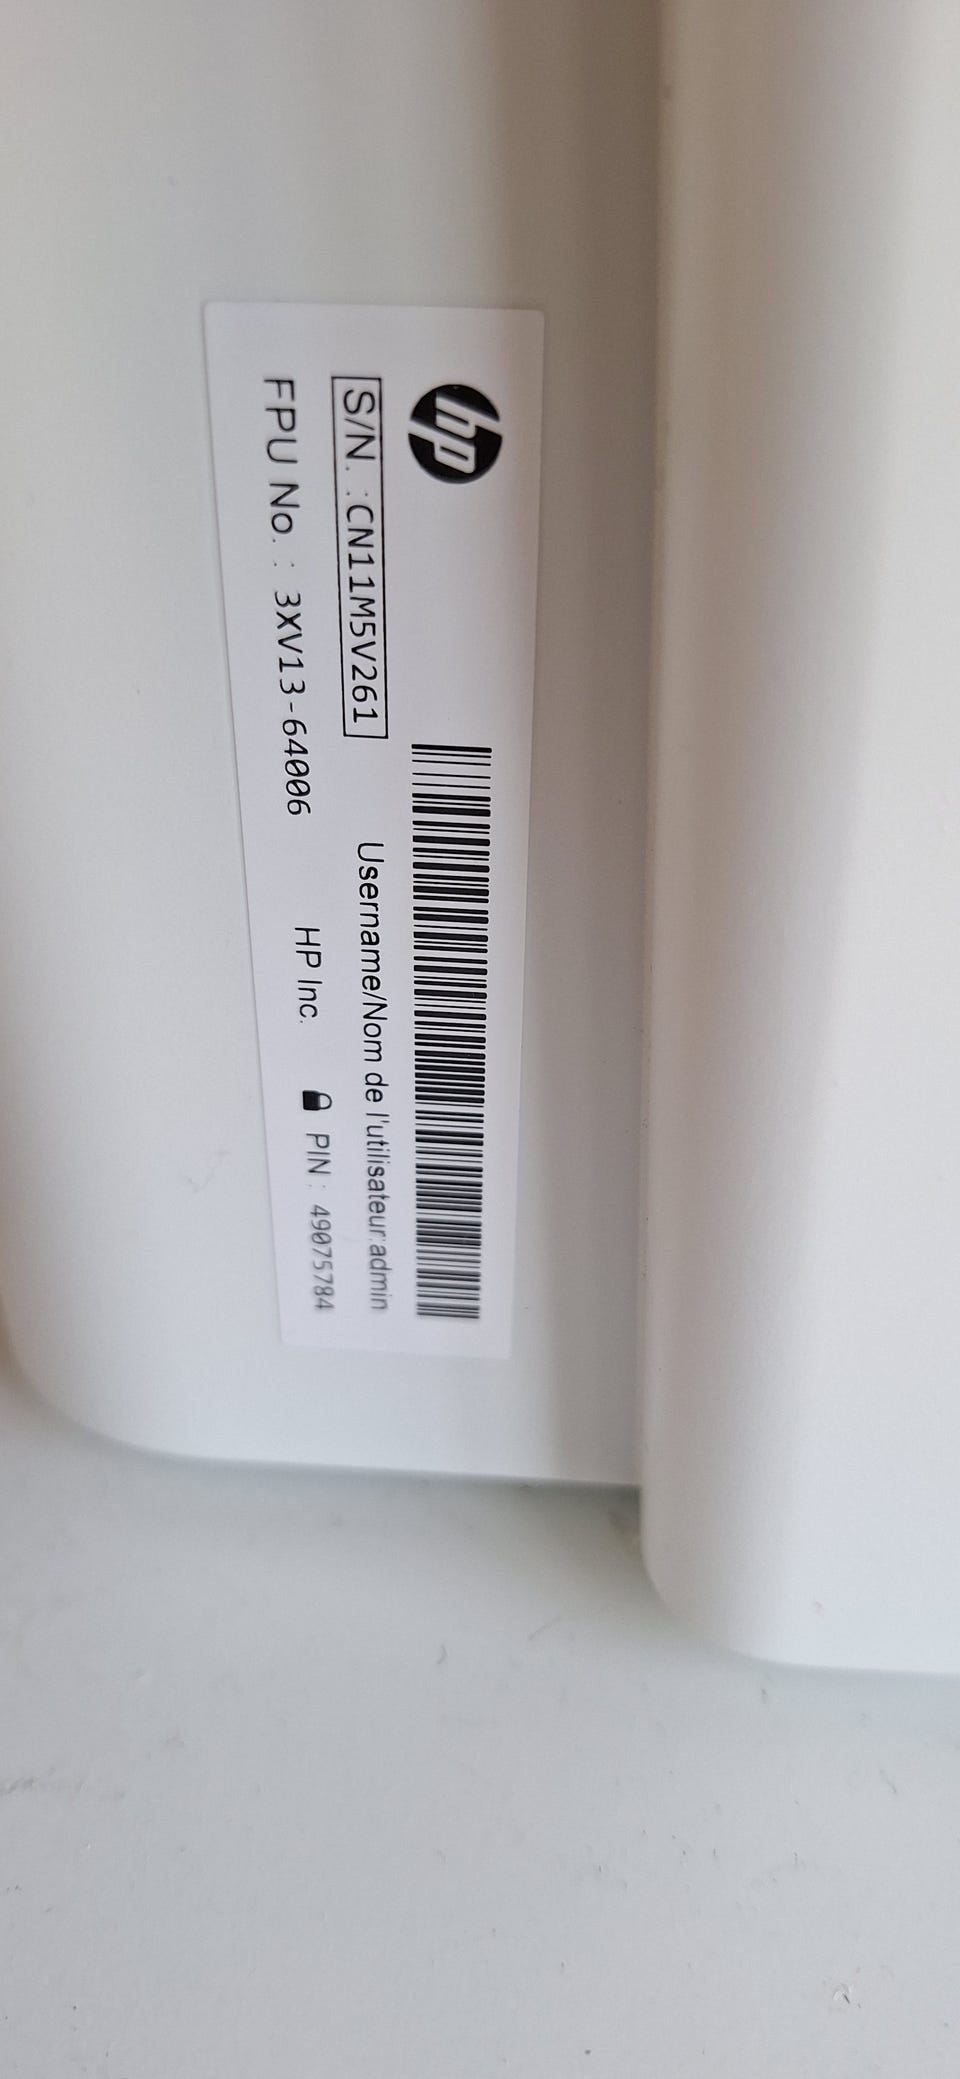 hp
S/N. :CN11M5V261 Username/Nom de l'utilisateur:admin
FPU No. : 3XV13-64006 HP Inc. PIN : 49075784